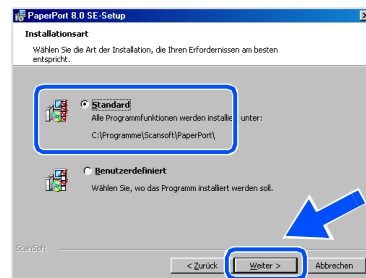 PaperPort 8.0 SE-Setup
Installationsart
Wählen Sie die Art der Installation, die Ihren Erfordernissen am besten
entspricht.
Standard
Alle Programmfunktionen werden installiert unter:
C:\Programme\Scansoft\PaperPort\
Benutzerdefiniert
Wählen Sie, wo das Programm installiert werden soll.
ScanSoft
< Zurück Weiter > Abbrechen